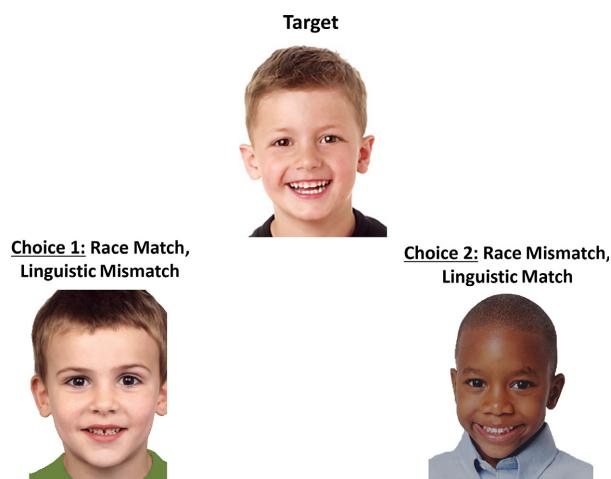 Target
Choice 1: Race Match,
Linguistic Mismatch
Choice 2: Race Mismatch,
Linguistic Match